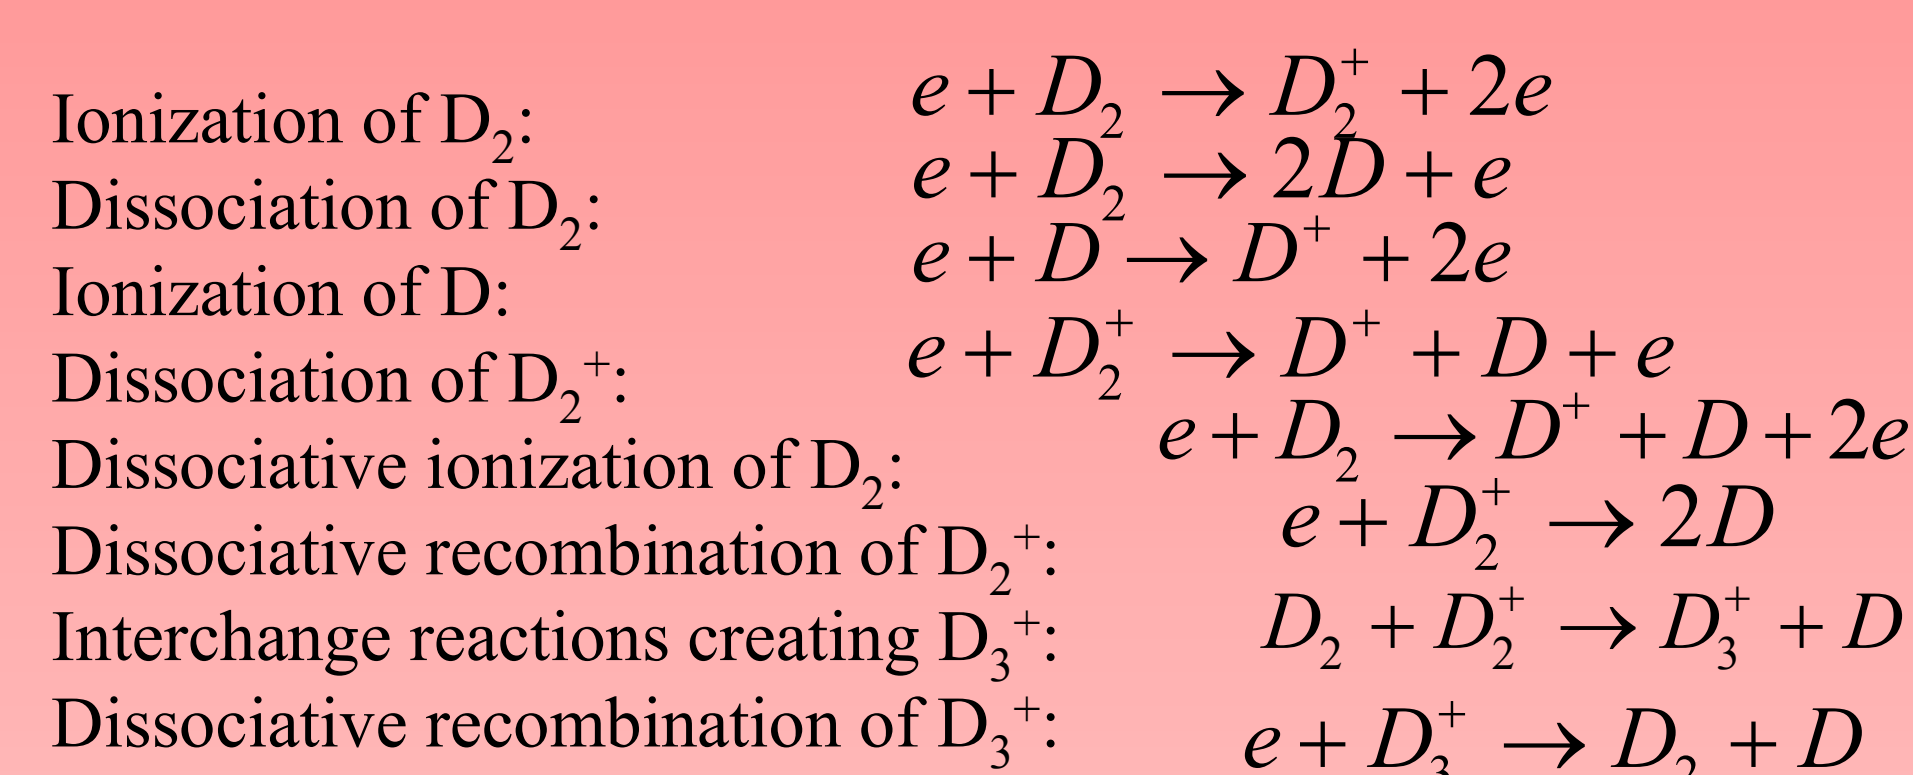 Ionization of D₂: e + D₂ → D₂⁺ + 2e
Dissociation of D₂: e + D₂ → 2D + e
Ionization of D: e + D → D⁺ + 2e
Dissociation of D₂⁺: e + D₂⁺ → D⁺ + D + e
Dissociative ionization of D₂: e + D₂ → D⁺ + D + 2e
Dissociative recombination of D₂⁺: e + D₂⁺ → 2D
Interchange reactions creating D₃⁺: D₂ + D₂⁺ → D₃⁺ + D
Dissociative recombination of D₃⁺: e + D₃⁺ → D₂ + D